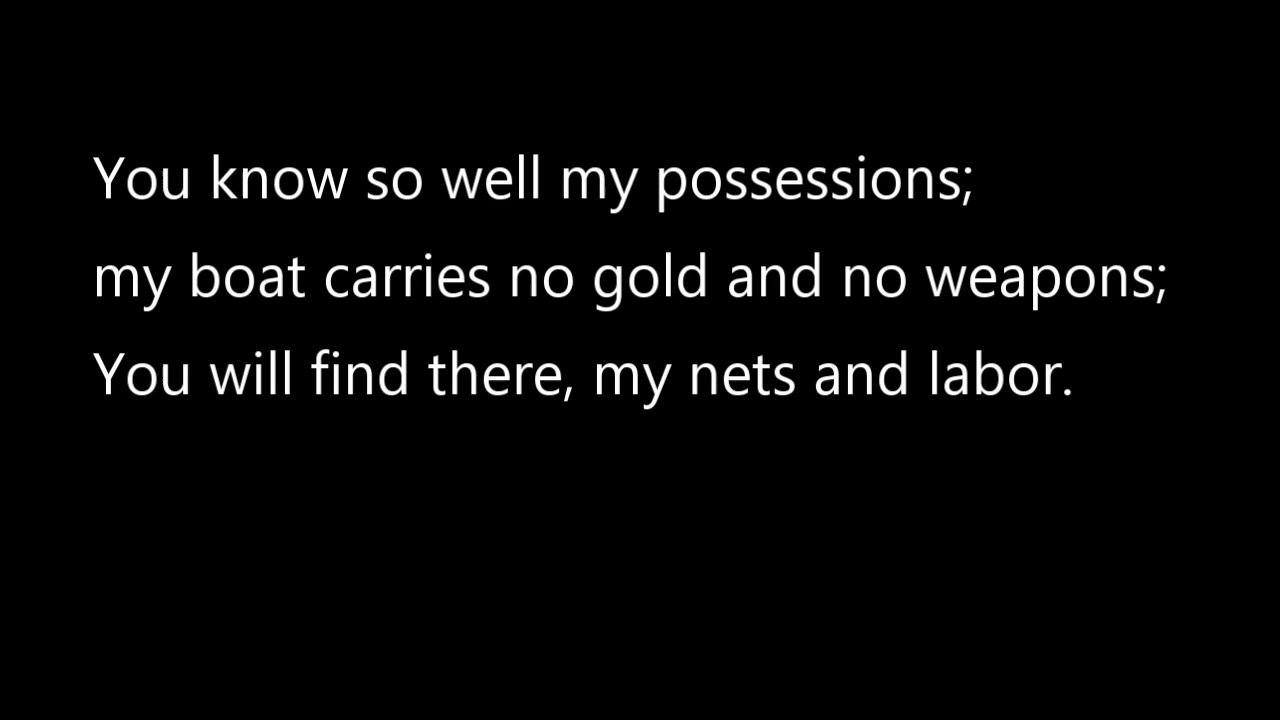 You know so well my possessions;
my boat carries no gold and no weapons;
You will find there, my nets and labor.